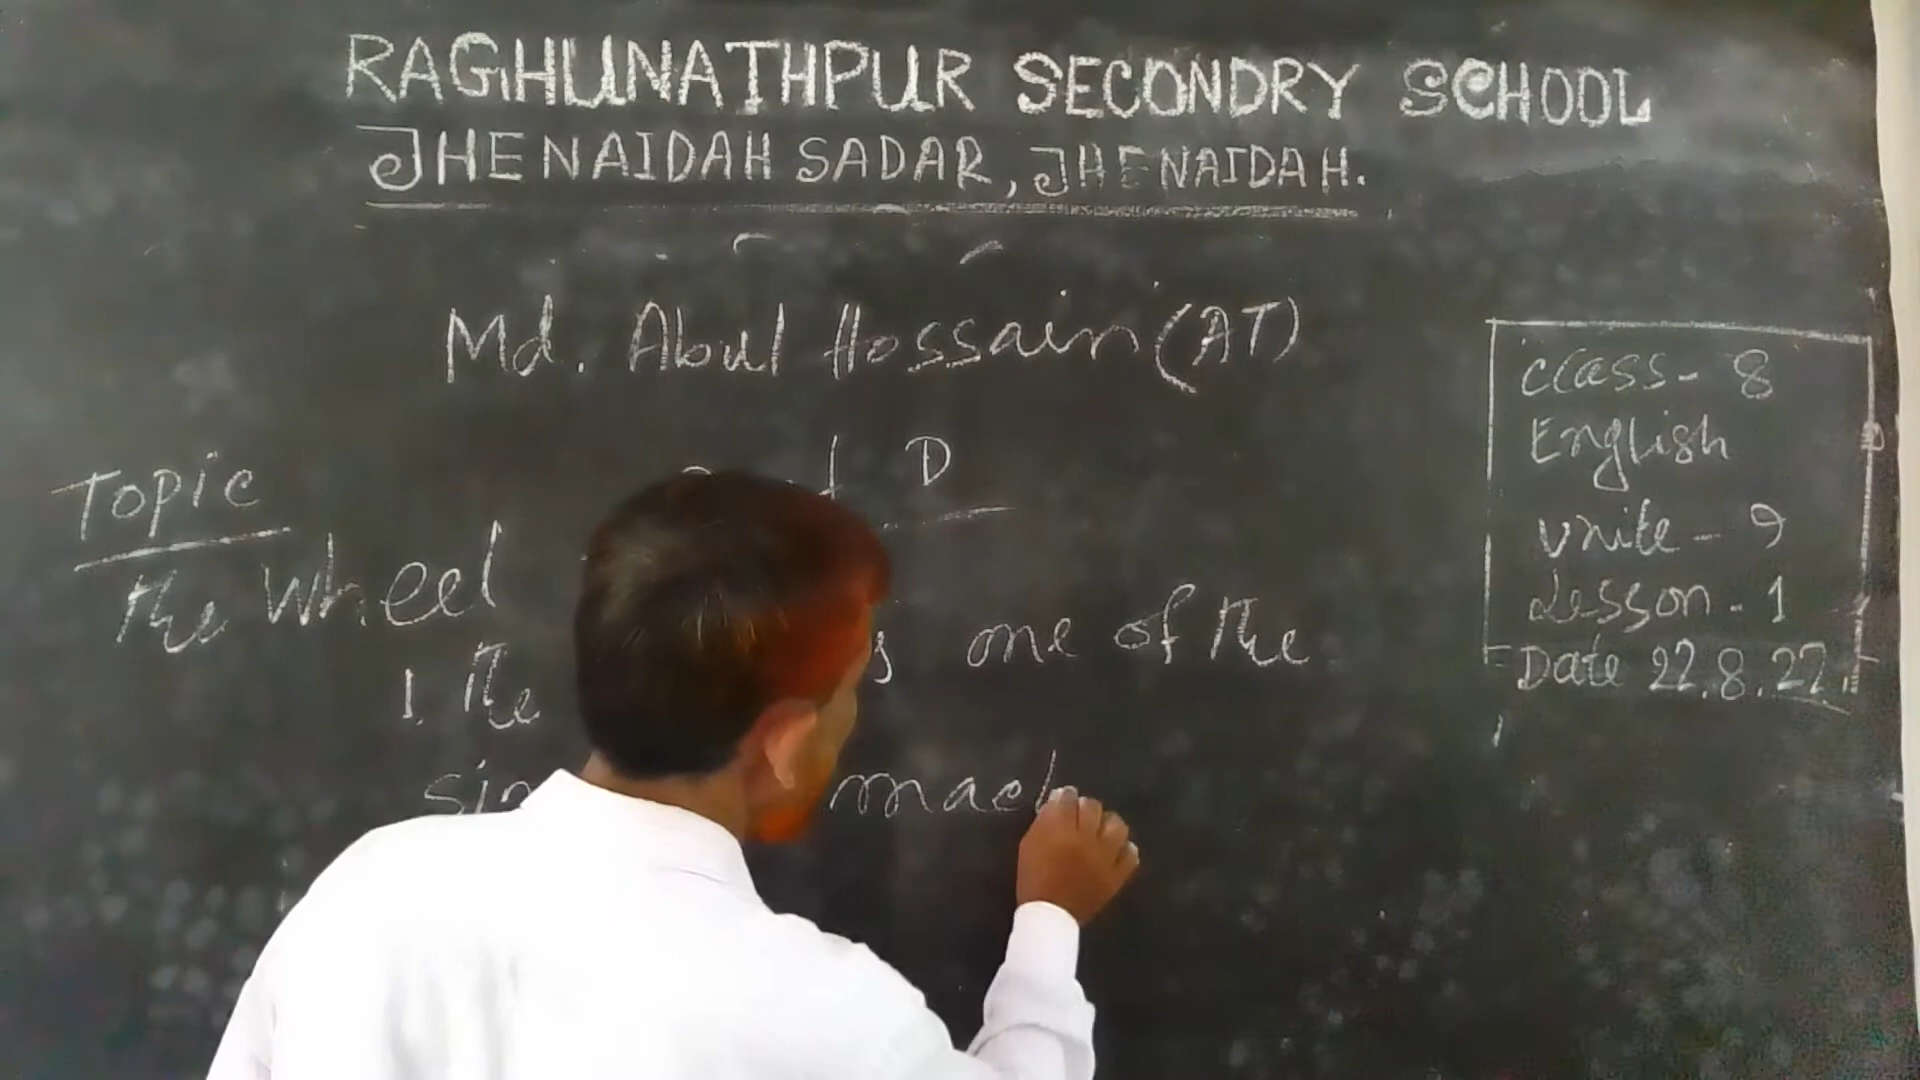 RAGHUNATHPUR SECONDRY SCHOOL
JHENAIDAH SADAR, JHENAIDAH.
Md. Abul Hossain (AT)
D
Topic
the Wheel
1. The one of the
class - 8
English
Unite - 9
Lesson - 1
Date 22.8.22.